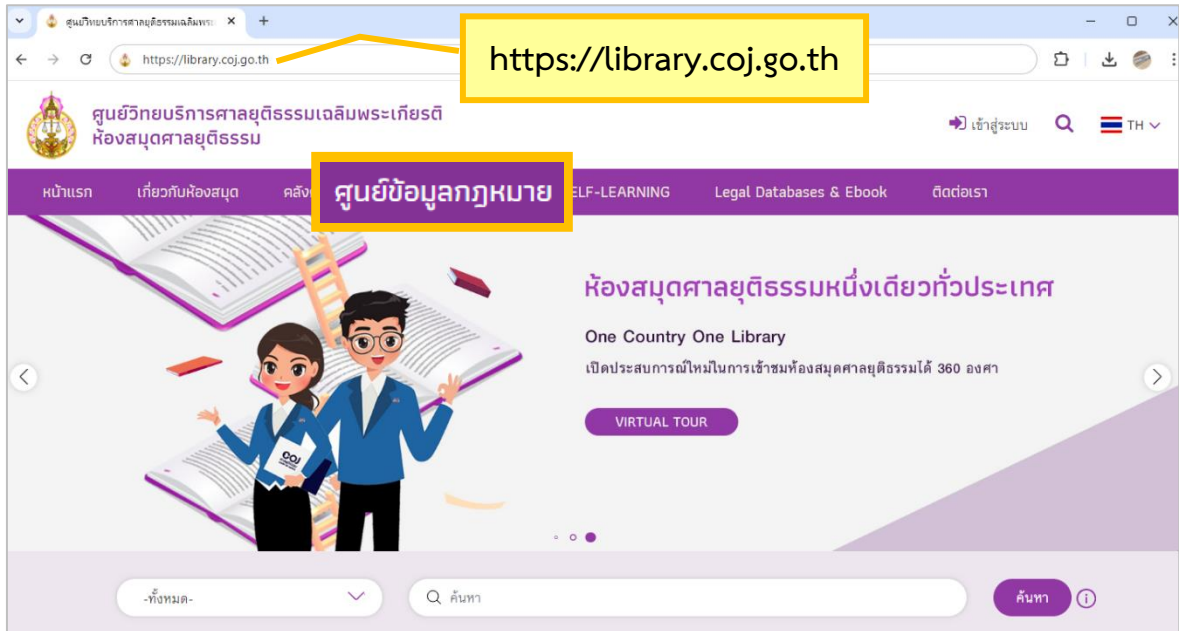 ศูนย์วิทยบริการศาลยุติธรรมเฉลิมพระ
https://library.coj.go.th
https://library.coj.go.th
ศูนย์วิทยบริการศาลยุติธรรมเฉลิมพระเกียรติ
ห้องสมุดศาลยุติธรรม
เข้าสู่ระบบ
TH
หน้าแรก เกี่ยวกับห้องสมุด คลัง ศูนย์ข้อมูลกฎหมาย ELF-LEARNING Legal Databases & Ebook ติดต่อเรา
ห้องสมุดศาลยุติธรรมหนึ่งเดียวทั่วประเทศ
One Country One Library
เปิดประสบการณ์ใหม่ในการเข้าชมห้องสมุดศาลยุติธรรมได้ 360 องศา
VIRTUAL TOUR
COJ
-ทั้งหมด- ค้นหา ค้นหา